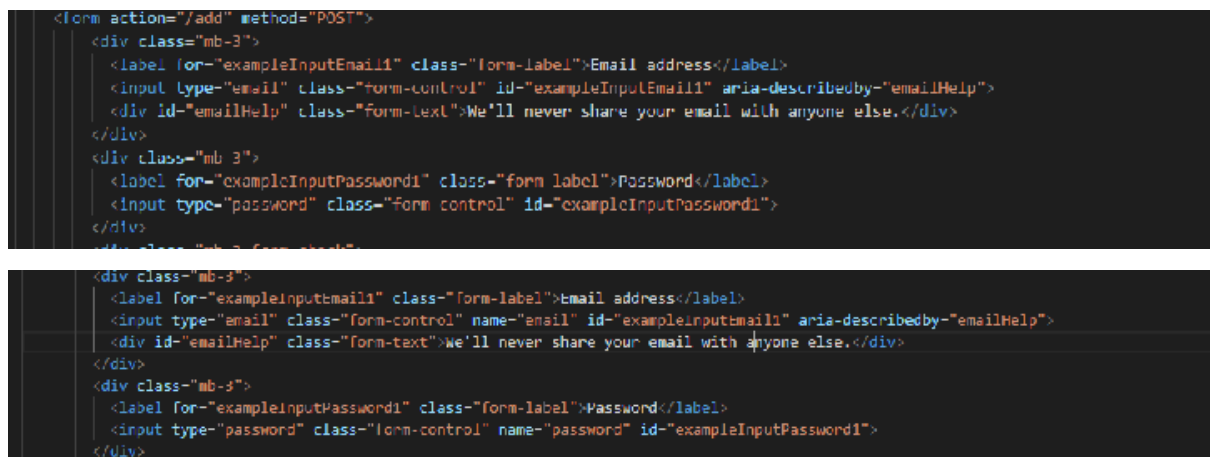 <form action="/add" method="POST">
<div class="mb-3">
<label for="exampleInputEmail1" class="form-label">Email address</label>
<input type="email" class="form-control" id="exampleInputEmail1" aria-describedby="emailHelp">
<div id="emailHelp" class="form-text">We'll never share your email with anyone else.</div>
</div>
<div class="mb-3">
<label for="exampleInputPassword1" class="form-label">Password</label>
<input type="password" class="form-control" id="exampleInputPassword1">
</div>
<div class="mb-3 form-check">
<div class="mb-3">
<label for="exampleInputEmail1" class="form-label">Email address</label>
<input type="email" class="form-control" name="email" id="exampleInputEmail1" aria-describedby="emailHelp">
<div id="emailHelp" class="form-text">We'll never share your email with anyone else.</div>
</div>
<div class="mb-3">
<label for="exampleInputPassword1" class="form-label">Password</label>
<input type="password" class="form-control" name="password" id="exampleInputPassword1">
</div>